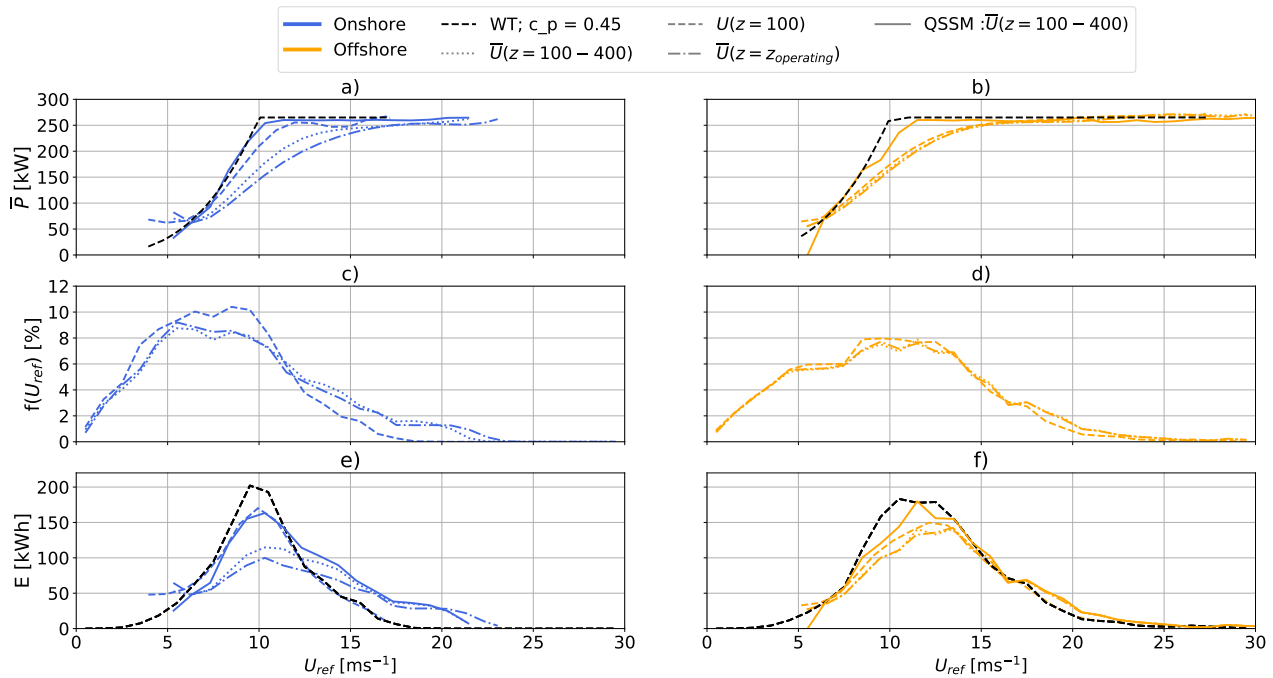 Onshore
Offshore
WT; c_p = 0.45
U̅(z = 100 − 400)
U(z = 100)
U̅(z = z_operating)
QSSM :U̅(z = 100 − 400)
a)
b)
P̅ [kW]
300
250
200
150
100
50
0
c)
d)
f(U_ref) [%]
12
10
8
6
4
2
0
e)
f)
E [kWh]
200
150
100
50
0
0 5 10 15 20 25 30
0 5 10 15 20 25 30
U_ref [ms⁻¹]
U_ref [ms⁻¹]